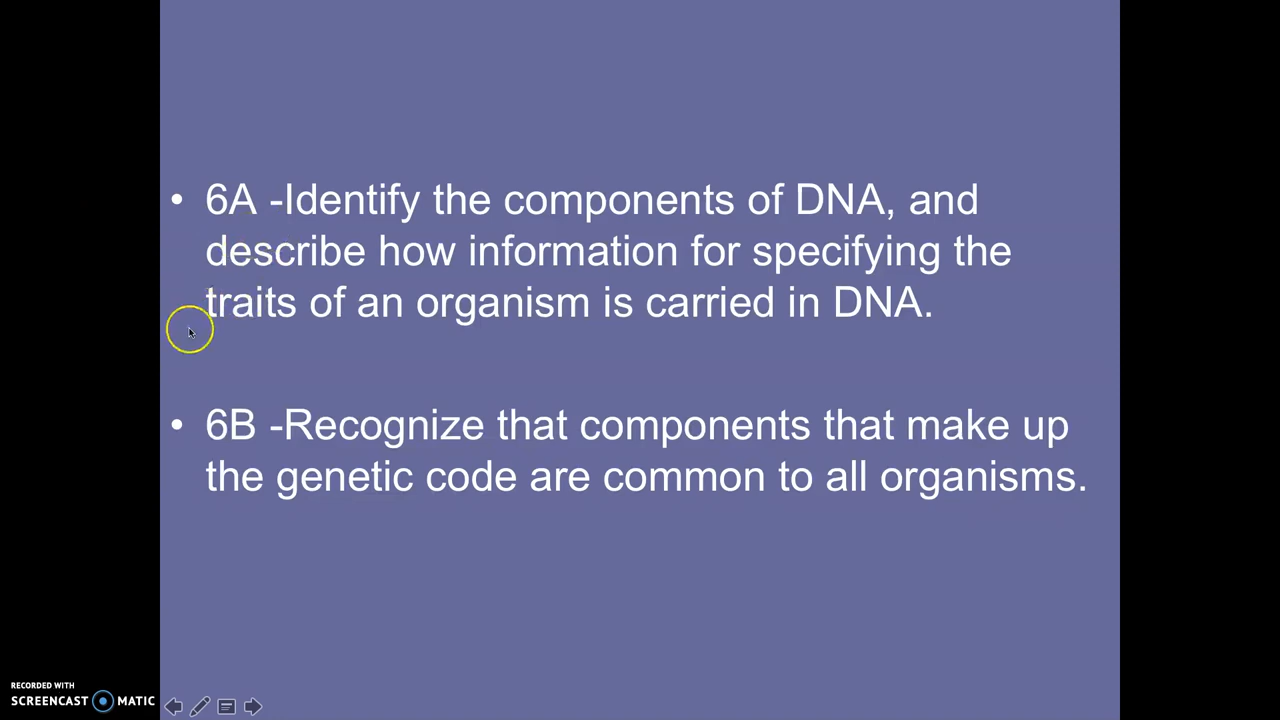 • 6A -Identify the components of DNA, and
describe how information for specifying the
traits of an organism is carried in DNA.
• 6B -Recognize that components that make up
the genetic code are common to all organisms.
RECORDED WITH
SCREENCAST MATIC